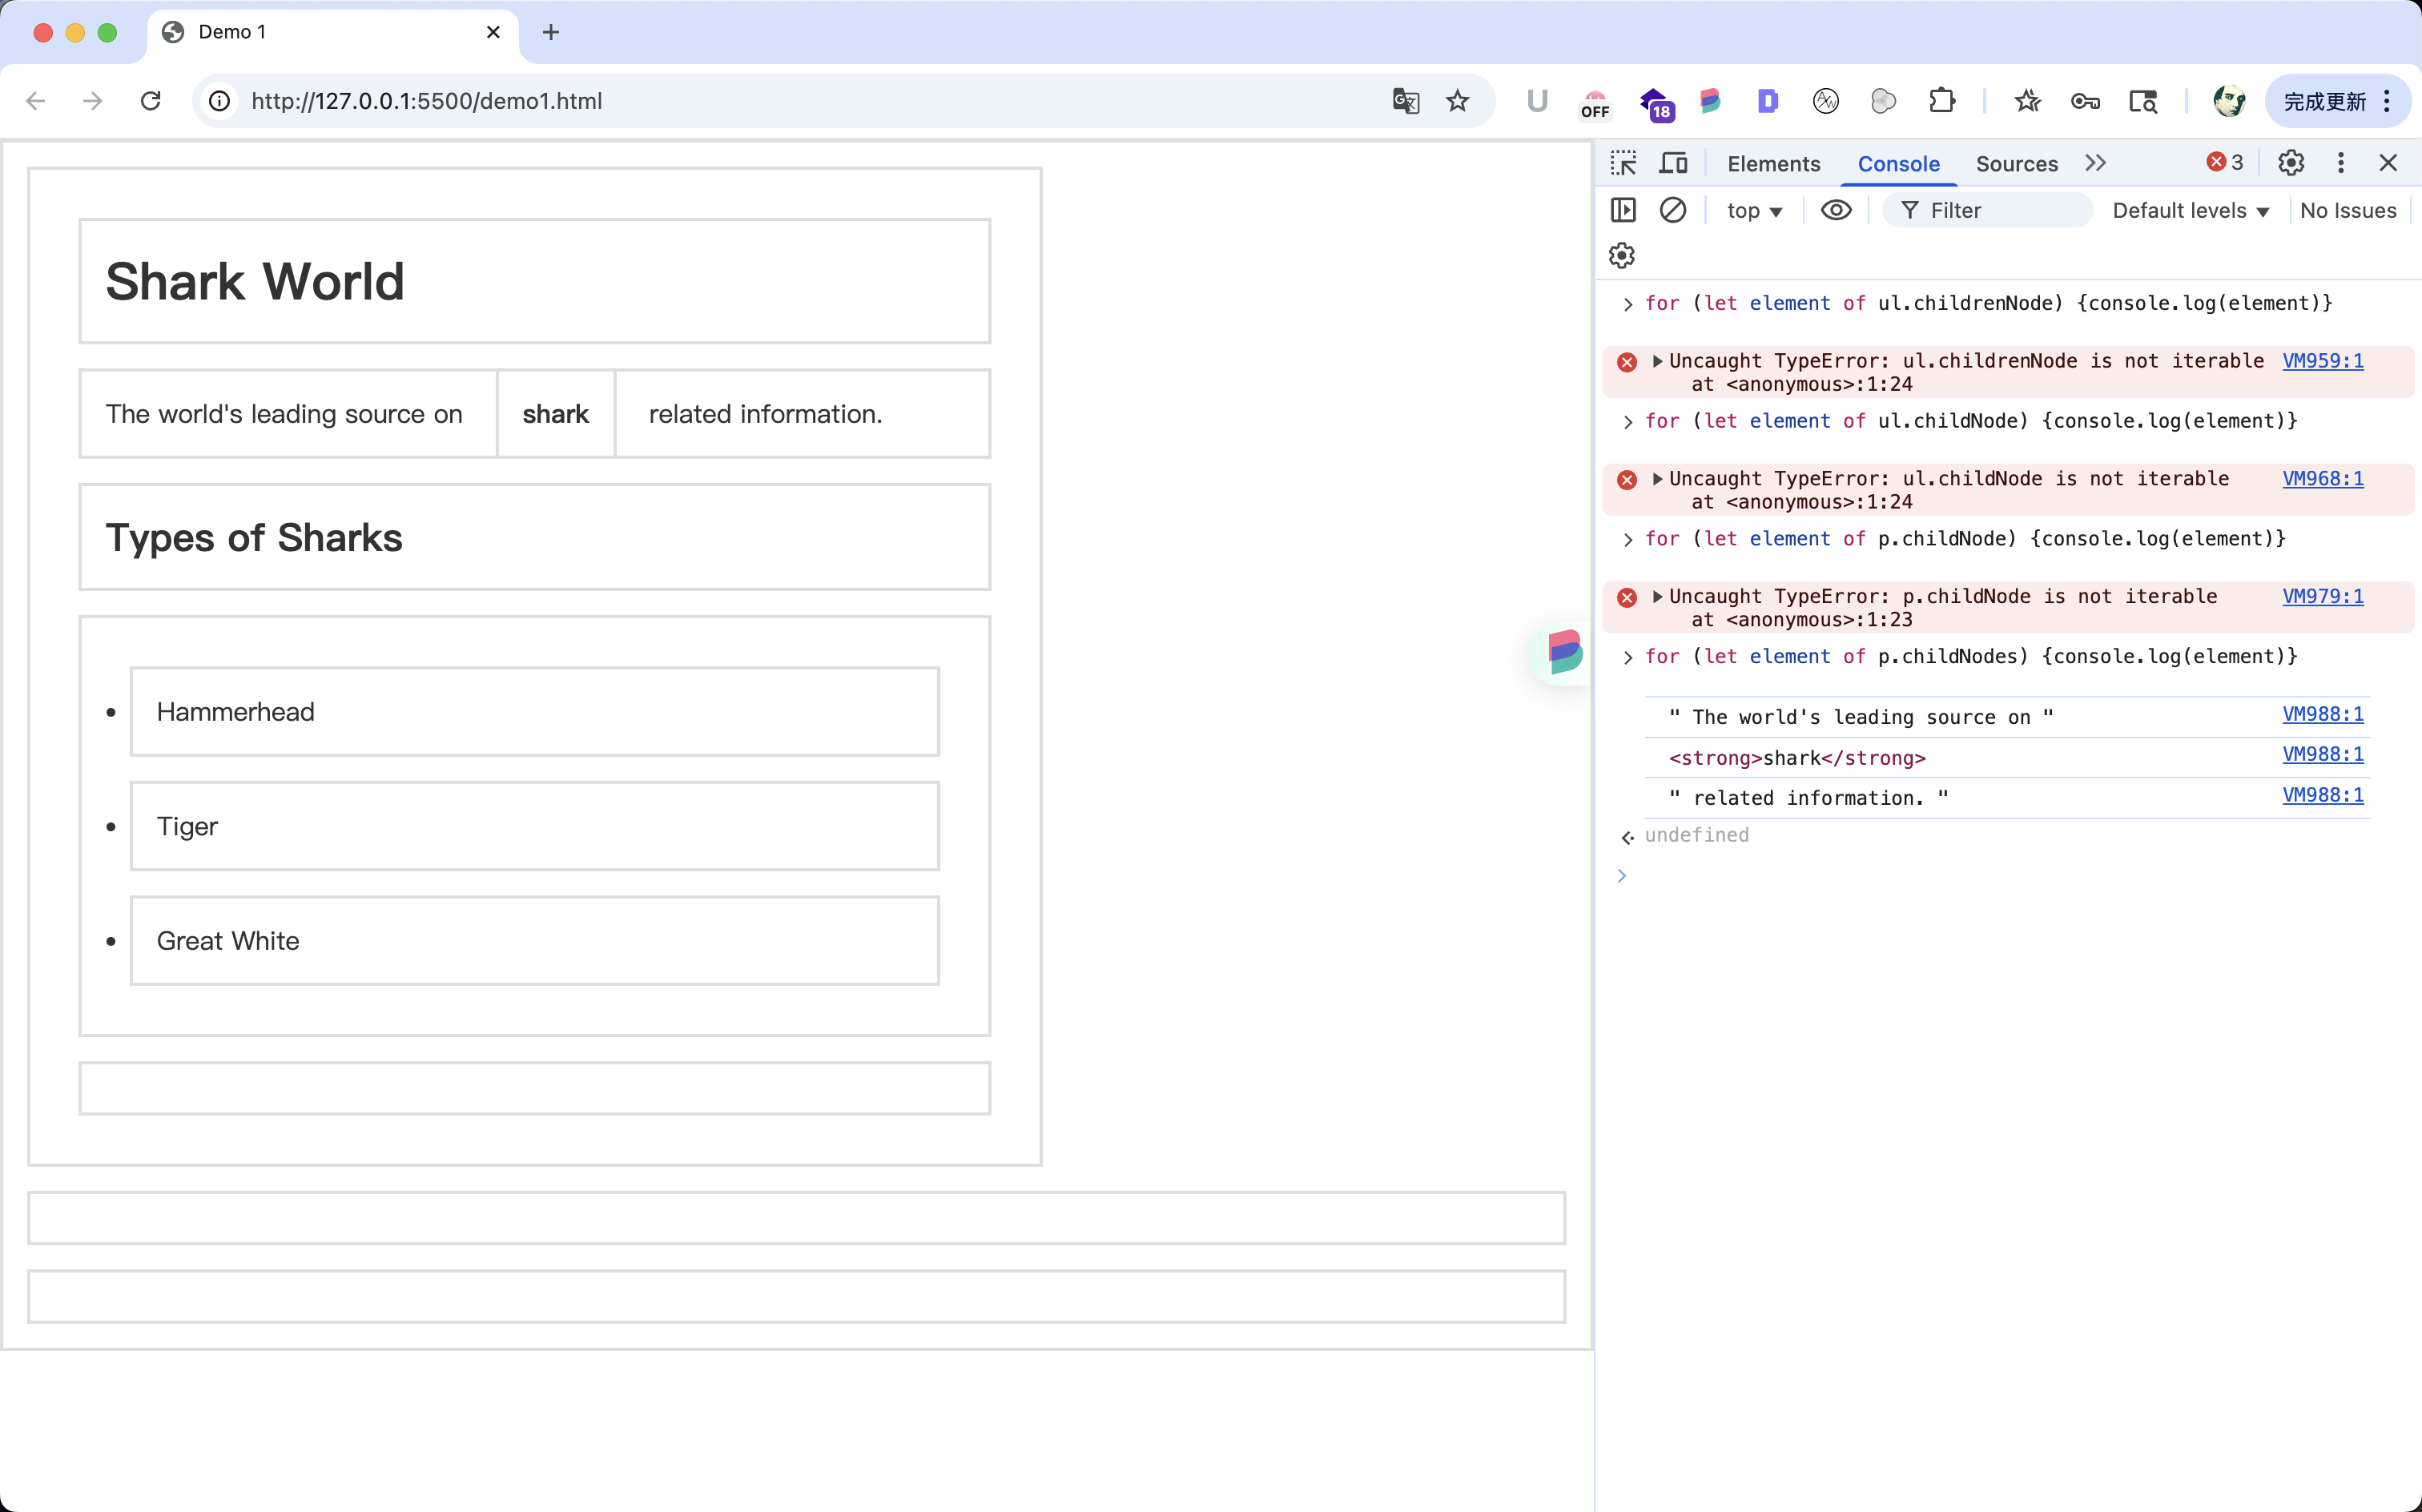 Demo 1
http://127.0.0.1:5500/demo1.html
OFF
18
完成更新
Shark World
The world's leading source on shark related information.
Types of Sharks
Hammerhead
Tiger
Great White
Elements Console Sources 3
top Filter Default levels No Issues
for (let element of ul.childrenNode) {console.log(element)}
Uncaught TypeError: ul.childrenNode is not iterable VM959:1
at <anonymous>:1:24
for (let element of ul.childNode) {console.log(element)}
Uncaught TypeError: ul.childNode is not iterable VM968:1
at <anonymous>:1:24
for (let element of p.childNode) {console.log(element)}
Uncaught TypeError: p.childNode is not iterable VM979:1
at <anonymous>:1:23
for (let element of p.childNodes) {console.log(element)}
" The world's leading source on " VM988:1
<strong>shark</strong> VM988:1
" related information. " VM988:1
undefined